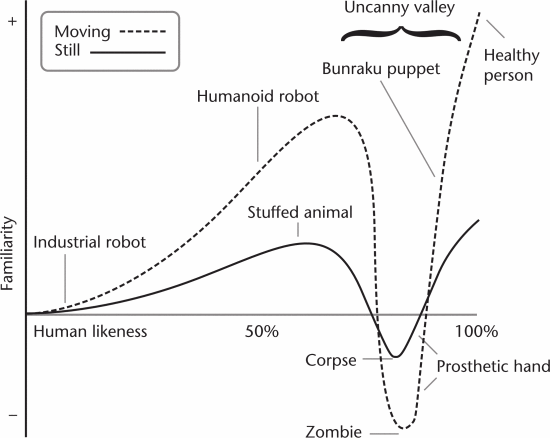 Uncanny valley
+
Moving
Still
Healthy
person
Bunraku puppet
Humanoid robot
Stuffed animal
Industrial robot
Familiarity
Human likeness
50%
100%
Corpse
Prosthetic hand
–
Zombie